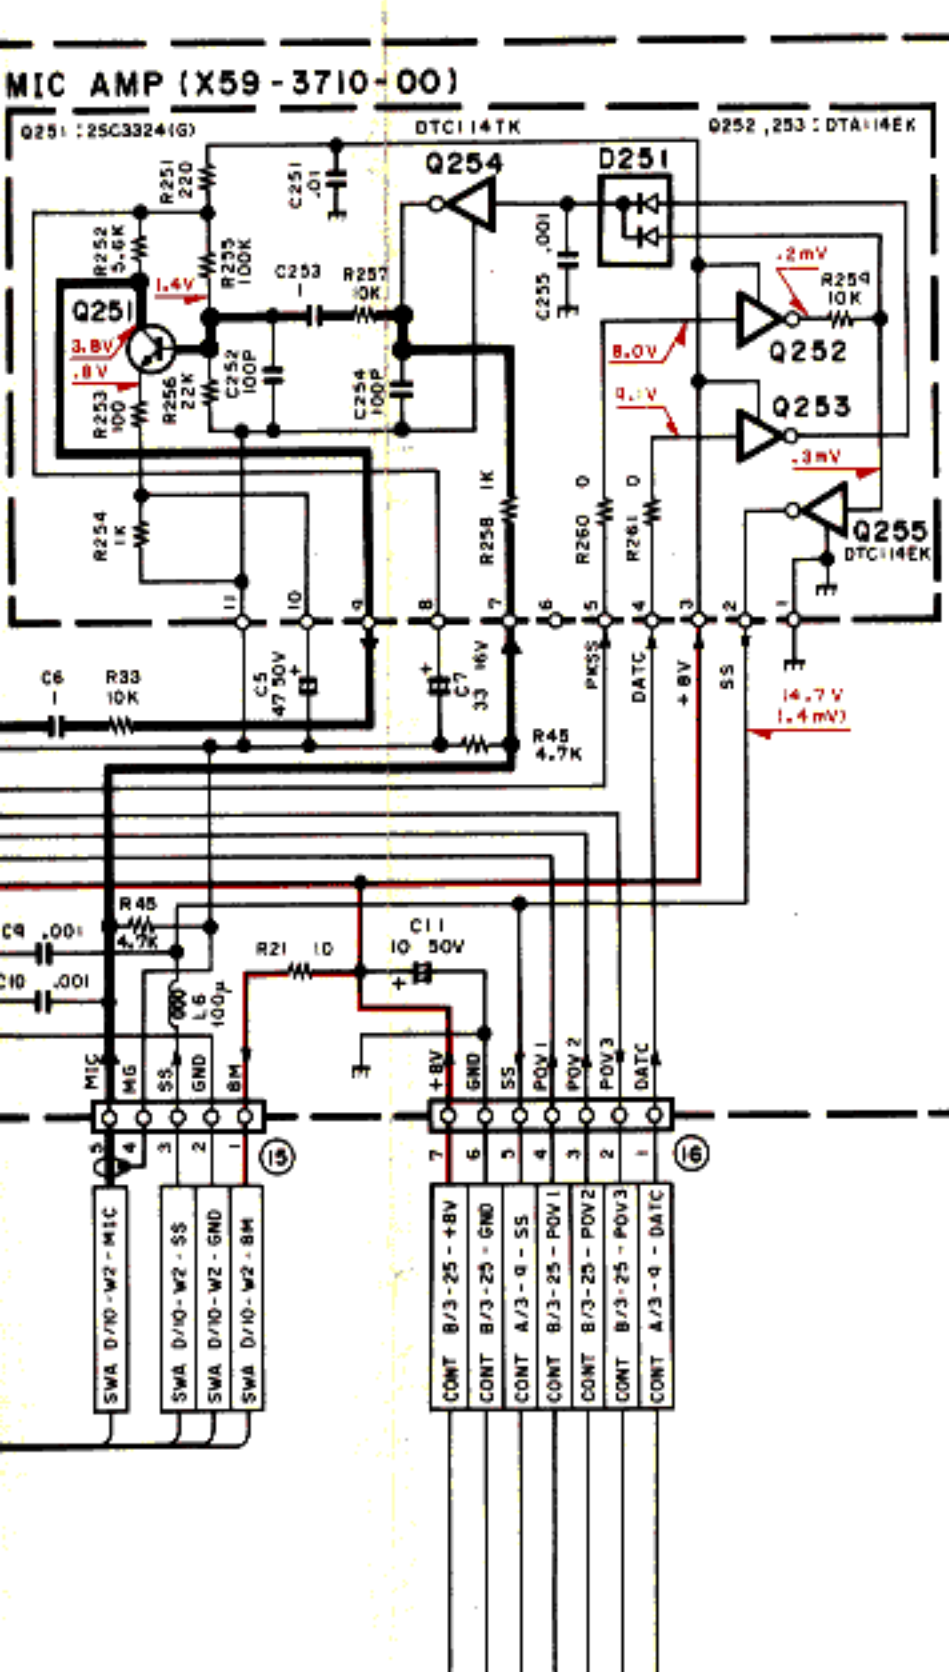 MIC AMP (X59-3710-00)
Q251 : 2SC3324(G)
DTC114TK
Q252 ,253 : DTA114EK
R251
220
C251
.01
Q254
D251
R252
5.6K
R255
100K
C253
1
R257
10K
C255 .001
.2mV
R259
10K
1.4V
Q251
3.8V
.8V
R253
100
R256
22K
C252
100P
C254
100P
8.0V
Q252
9.1V
Q253
.3mV
R254
1K
R258 1K
R260 0
R261 0
Q255
DTC114EK
11
10
9
8
7
6
5
4
3
2
1
C6
1
R33
10K
C5
47 50V
C7
33 16V
PKSS
DATC
+8V
SS
14.7V
(1.4mV)
R45
4.7K
R45
4.7K
C9 .001
C10 .001
L6
100μ
R21 10
C11
10 50V
MIC
MG
SS
GND
8M
+8V
GND
SS
POV1
POV2
POV3
DATC
5
4
3
2
1
15
7
6
5
4
3
2
1
16
SWA D/10-W2-MIC
SWA D/10-W2-SS
SWA D/10-W2-GND
SWA D/10-W2-8M
CONT B/3-25-+8V
CONT B/3-25-GND
CONT A/3-9-SS
CONT B/3-25-POV1
CONT B/3-25-POV2
CONT B/3-25-POV3
CONT A/3-9-DATC